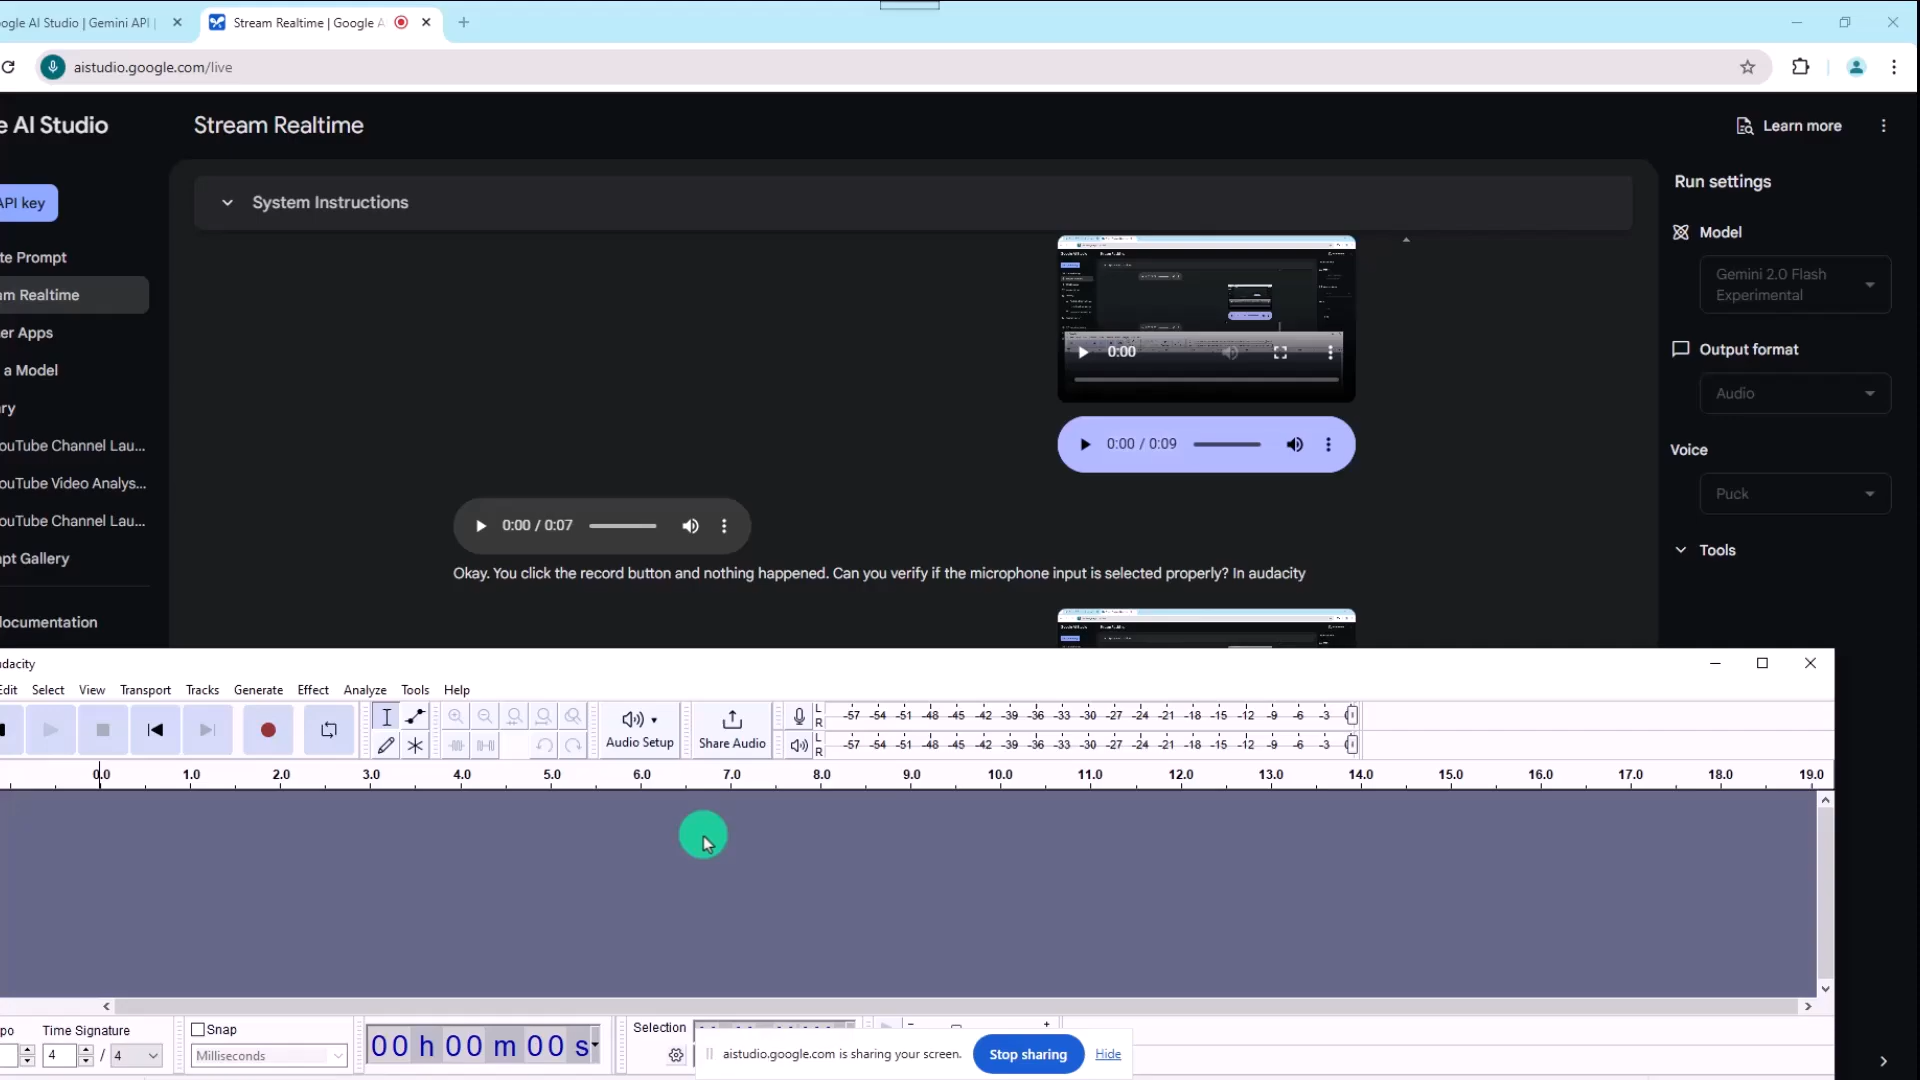 ogle AI Studio | Gemini API |
Stream Realtime | Google A
aistudio.google.com/live
e AI Studio
Stream Realtime
Learn more
API key
System Instructions
Run settings
te Prompt
Model
am Realtime
Gemini 2.0 Flash
Experimental
er Apps
Output format
a Model
Audio
ry
Voice
ouTube Channel Lau...
0:00
0:00 / 0:09
ouTube Video Analys...
Puck
ouTube Channel Lau...
0:00 / 0:07
Tools
pt Gallery
Okay. You click the record button and nothing happened. Can you verify if the microphone input is selected properly? In audacity
ocumentation
udacity
Edit Select View Transport Tracks Generate Effect Analyze Tools Help
Audio Setup
Share Audio
L
R
-57 -54 -51 -48 -45 -42 -39 -36 -33 -30 -27 -24 -21 -18 -15 -12 -9 -6 -3
L
R
-57 -54 -51 -48 -45 -42 -39 -36 -33 -30 -27 -24 -21 -18 -15 -12 -9 -6 -3
0.0 1.0 2.0 3.0 4.0 5.0 6.0 7.0 8.0 9.0 10.0 11.0 12.0 13.0 14.0 15.0 16.0 17.0 18.0 19.0
po Time Signature
Snap
4 / 4
Milliseconds
00 h 00 m 00 s
Selection
aistudio.google.com is sharing your screen.
Stop sharing
Hide